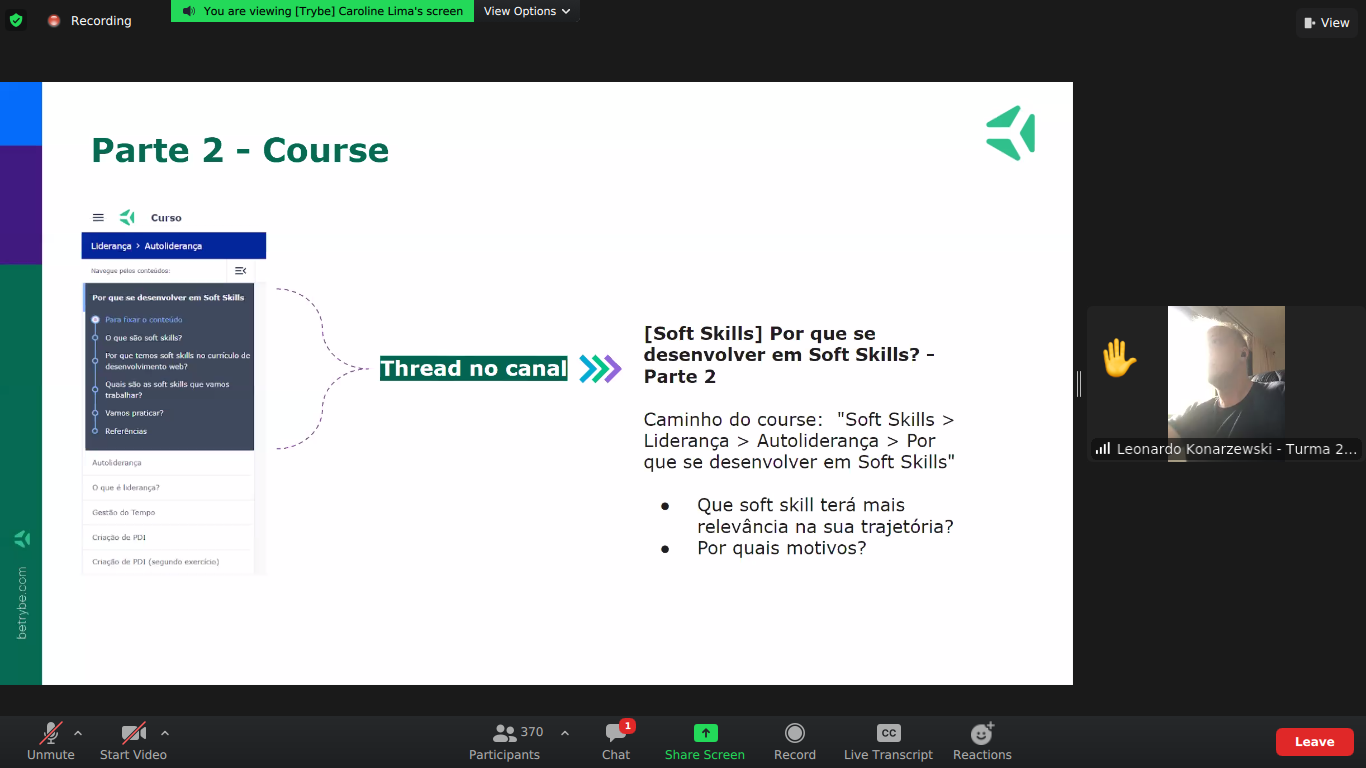 Recording
You are viewing [Trybe] Caroline Lima's screen
View Options
View
Parte 2 - Course
Curso
Liderança > Autoliderança
Navegue pelos conteúdos:
Por que se desenvolver em Soft Skills
Para fixar o conteúdo
O que são soft skills?
Por que temos soft skills no currículo de
desenvolvimento web?
Quais são as soft skills que vamos
trabalhar?
Vamos praticar?
Referências
Autoliderança
O que é liderança?
Gestão do Tempo
Criação de PDI
Criação de PDI (segundo exercício)
Thread no canal
[Soft Skills] Por que se
desenvolver em Soft Skills? –
Parte 2
Caminho do course: "Soft Skills >
Liderança > Autoliderança > Por
que se desenvolver em Soft Skills"
● Que soft skill terá mais
relevância na sua trajetória?
● Por quais motivos?
betrybe.com
Leonardo Konarzewski - Turma 2...
Unmute
Start Video
370
Participants
1
Chat
Share Screen
Record
CC
Live Transcript
Reactions
Leave